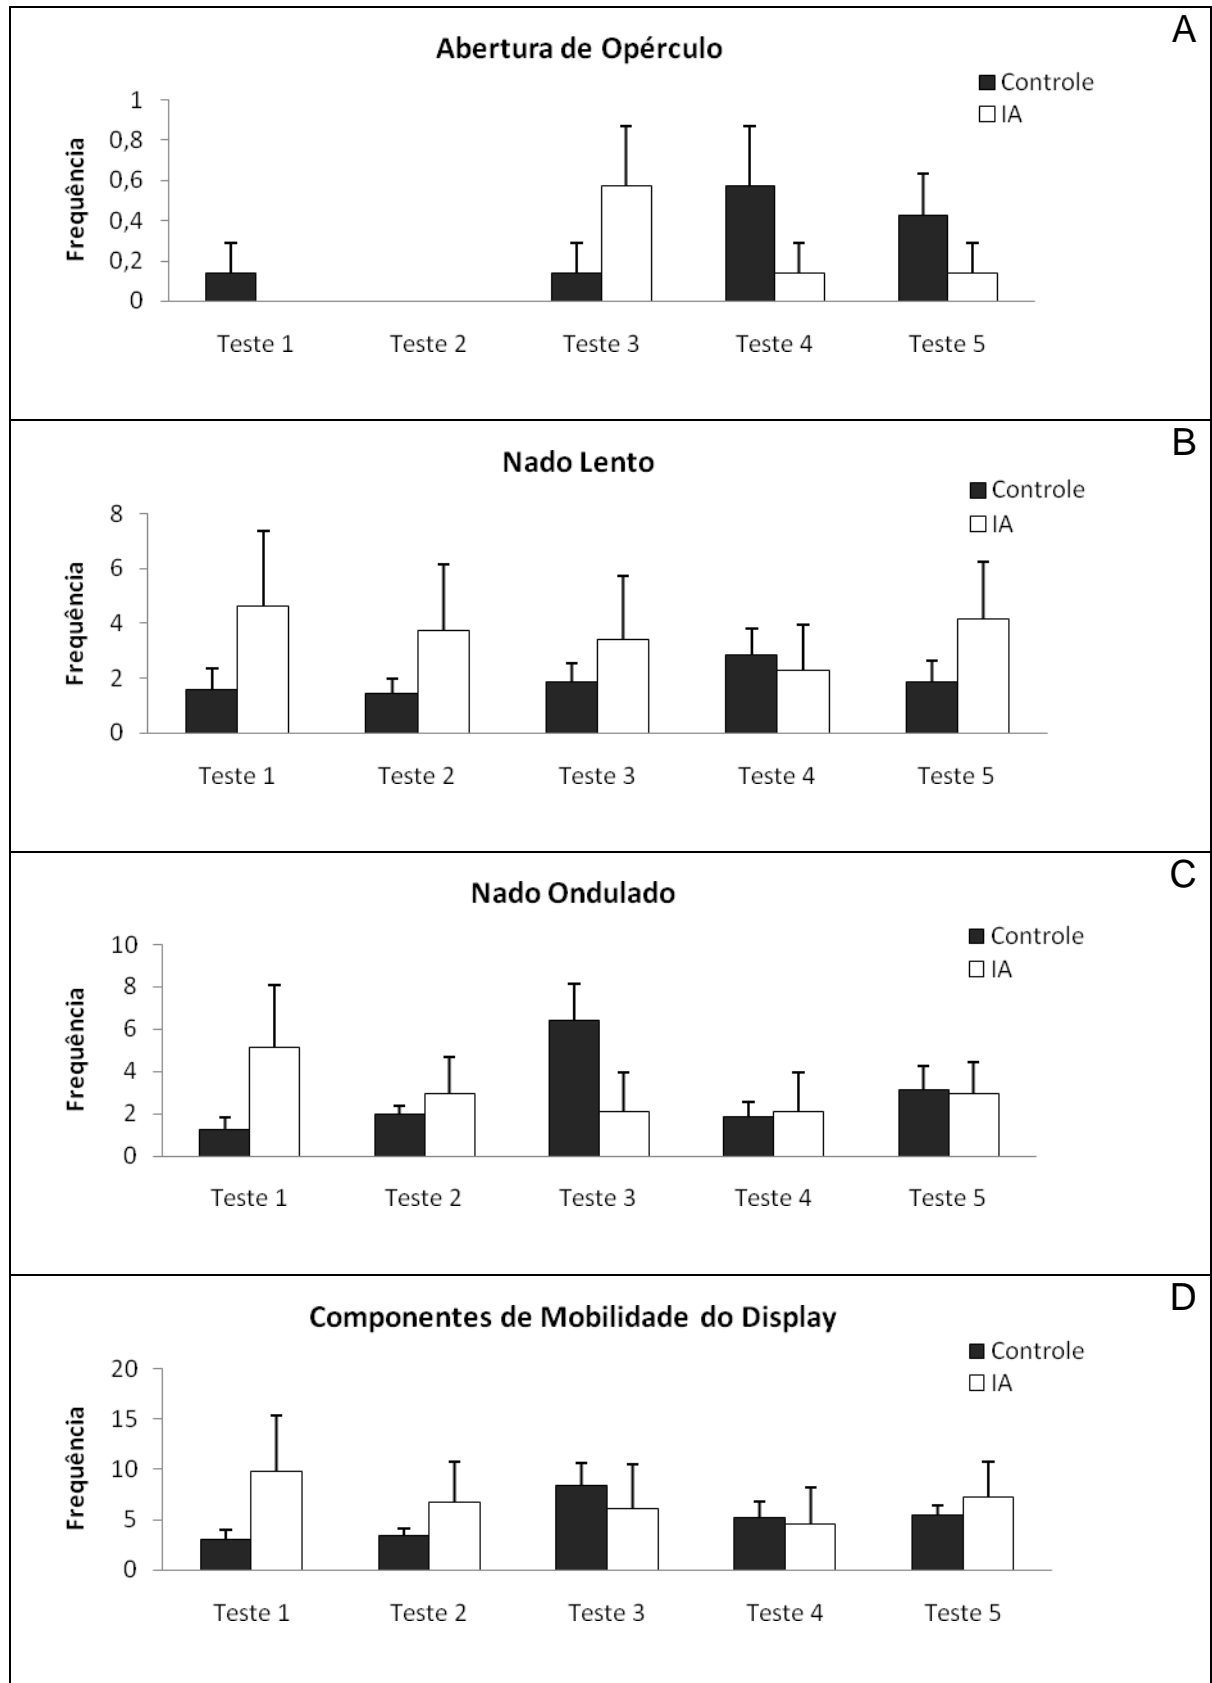 A
Abertura de Opérculo
Controle
IA
Frequência
1
0,8
0,6
0,4
0,2
0
Teste 1 Teste 2 Teste 3 Teste 4 Teste 5
B
Nado Lento
Controle
IA
Frequência
8
6
4
2
0
Teste 1 Teste 2 Teste 3 Teste 4 Teste 5
C
Nado Ondulado
Controle
IA
Frequência
10
8
6
4
2
0
Teste 1 Teste 2 Teste 3 Teste 4 Teste 5
D
Componentes de Mobilidade do Display
Controle
IA
Frequência
20
15
10
5
0
Teste 1 Teste 2 Teste 3 Teste 4 Teste 5